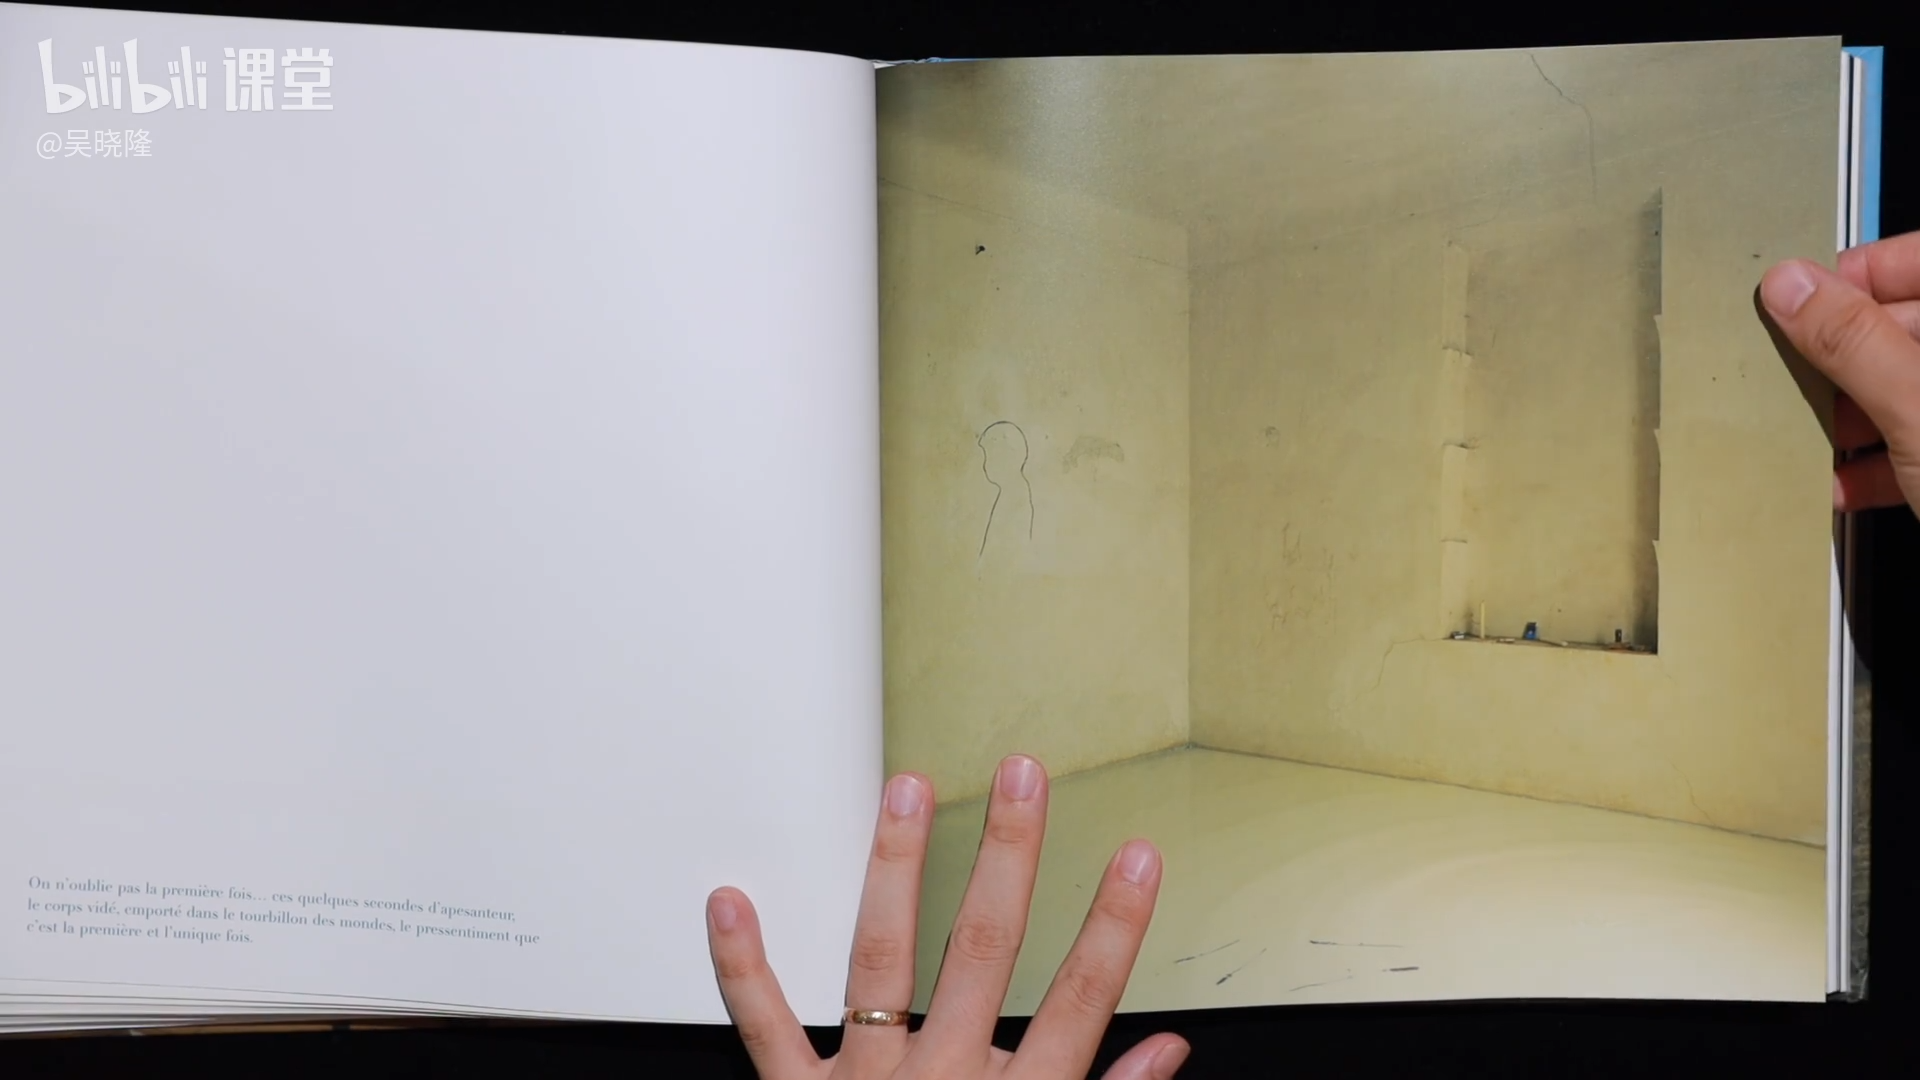 bilibili 课堂
@吴晓隆
On n'oublie pas la première fois… ces quelques secondes d'apesanteur,
le corps vidé, emporté dans le tourbillon des mondes, le pressentiment que
c'est la première et l'unique fois.